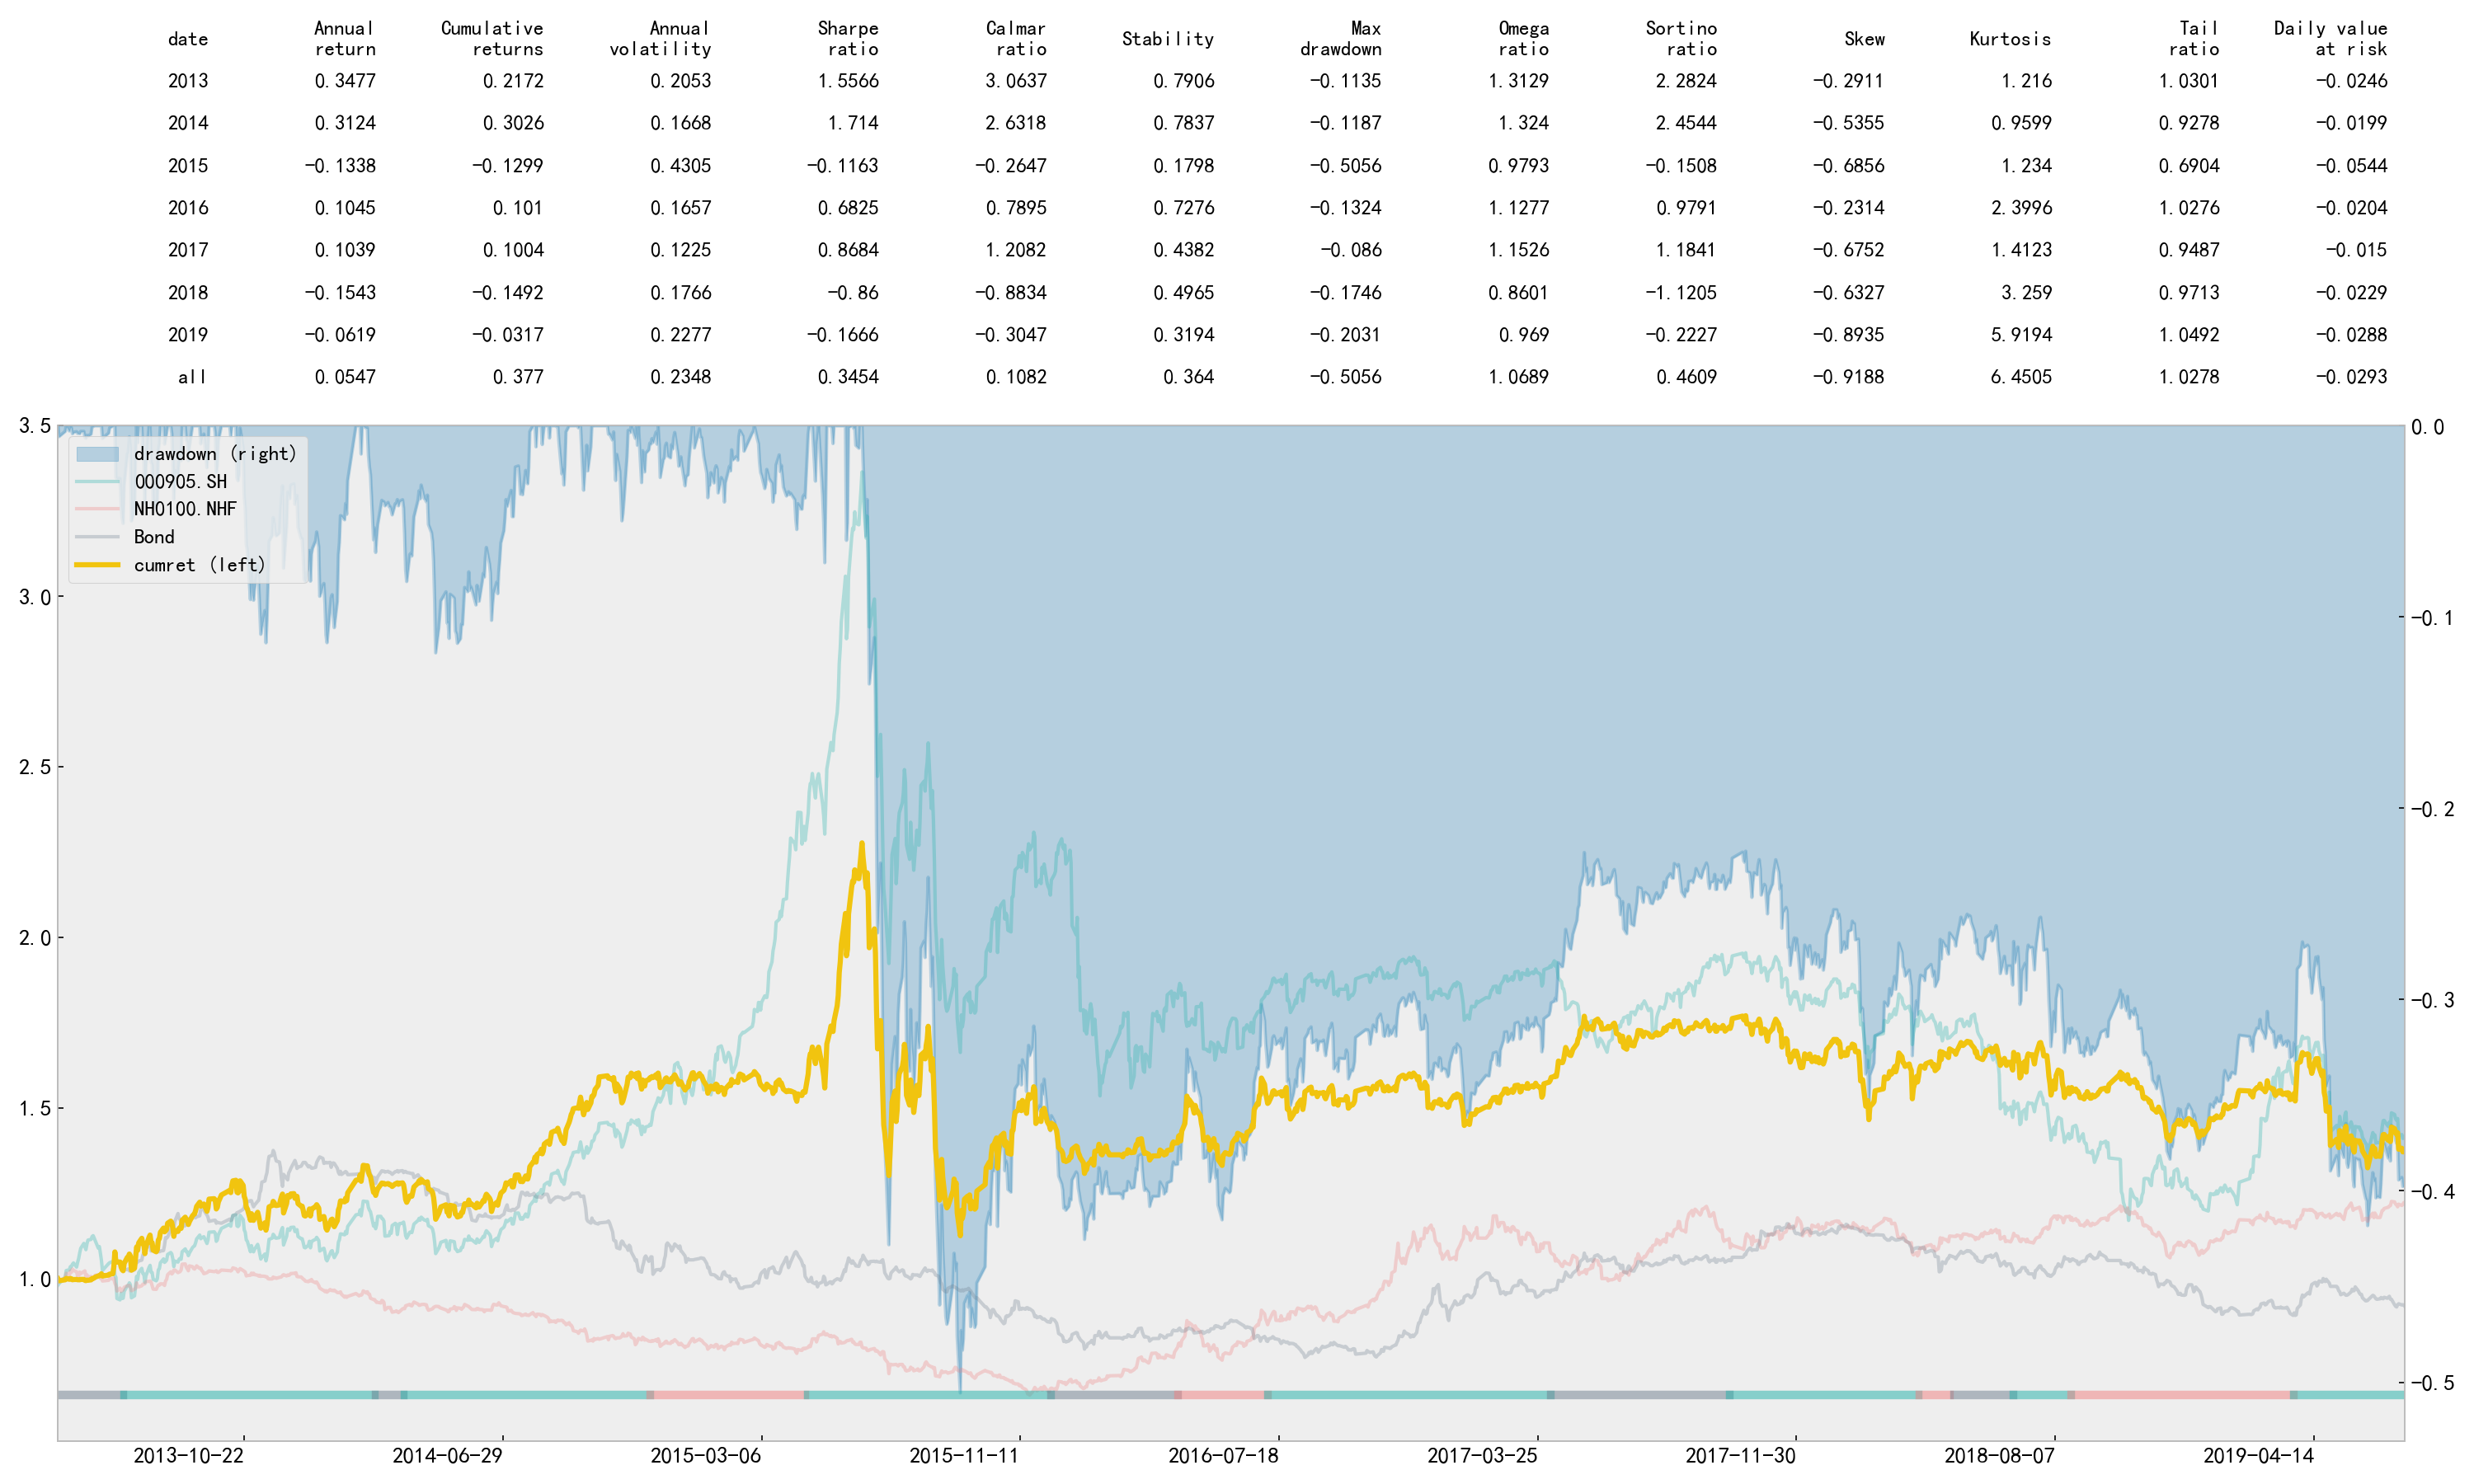 date Annual return Cumulative returns Annual volatility Sharpe ratio Calmar ratio Stability Max drawdown Omega ratio Sortino ratio Skew Kurtosis Tail ratio Daily value at risk
2013 0.3477 0.2172 0.2053 1.5566 3.0637 0.7906 -0.1135 1.3129 2.2824 -0.2911 1.216 1.0301 -0.0246
2014 0.3124 0.3026 0.1668 1.714 2.6318 0.7837 -0.1187 1.324 2.4544 -0.5355 0.9599 0.9278 -0.0199
2015 -0.1338 -0.1299 0.4305 -0.1163 -0.2647 0.1798 -0.5056 0.9793 -0.1508 -0.6856 1.234 0.6904 -0.0544
2016 0.1045 0.101 0.1657 0.6825 0.7895 0.7276 -0.1324 1.1277 0.9791 -0.2314 2.3996 1.0276 -0.0204
2017 0.1039 0.1004 0.1225 0.8684 1.2082 0.4382 -0.086 1.1526 1.1841 -0.6752 1.4123 0.9487 -0.015
2018 -0.1543 -0.1492 0.1766 -0.86 -0.8834 0.4965 -0.1746 0.8601 -1.1205 -0.6327 3.259 0.9713 -0.0229
2019 -0.0619 -0.0317 0.2277 -0.1666 -0.3047 0.3194 -0.2031 0.969 -0.2227 -0.8935 5.9194 1.0492 -0.0288
all 0.0547 0.377 0.2348 0.3454 0.1082 0.364 -0.5056 1.0689 0.4609 -0.9188 6.4505 1.0278 -0.0293
3.5
3.0
2.5
2.0
1.5
1.0
drawdown (right)
000905.SH
NH0100.NHF
Bond
cumret (left)
0.0
-0.1
-0.2
-0.3
-0.4
-0.5
2013-10-22 2014-06-29 2015-03-06 2015-11-11 2016-07-18 2017-03-25 2017-11-30 2018-08-07 2019-04-14